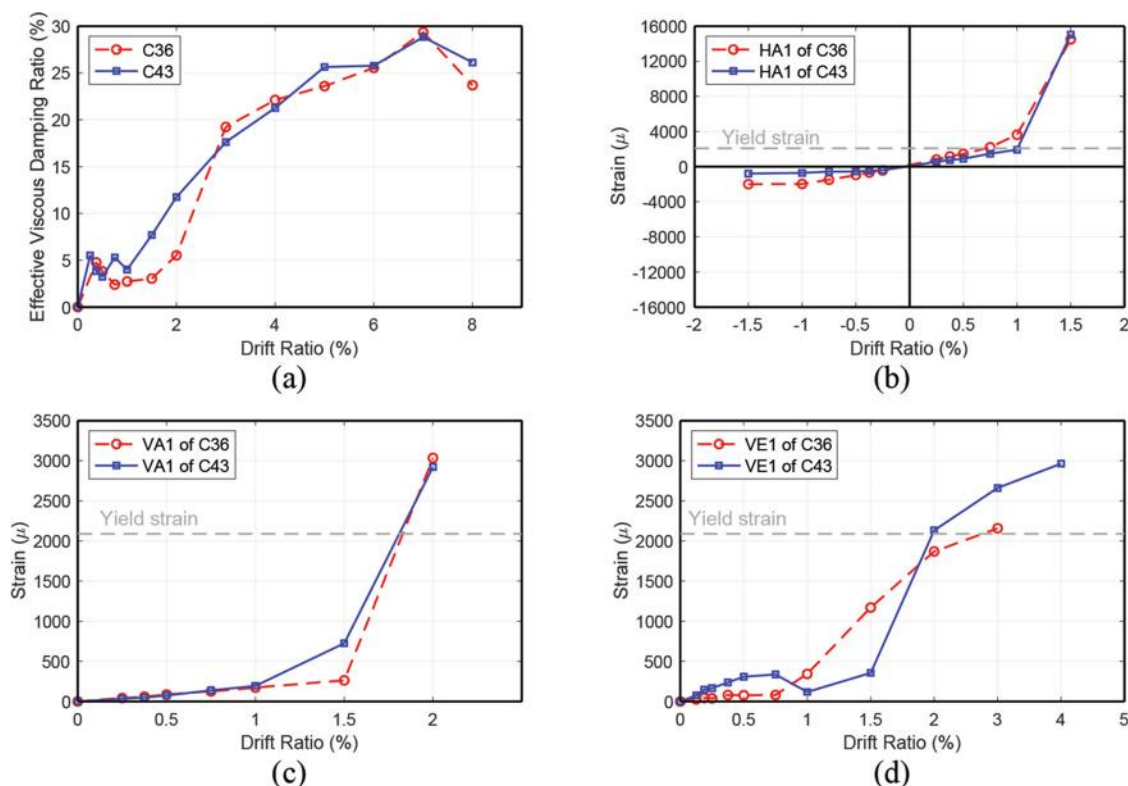 Effective Viscous Damping Ratio (%)
30
25
20
15
10
5
0
C36
C43
0 2 4 6 8
Drift Ratio (%)
(a)
Strain (μ)
16000
12000
8000
4000
0
-4000
-8000
-12000
-16000
HA1 of C36
HA1 of C43
Yield strain
-2 -1.5 -1 -0.5 0 0.5 1 1.5 2
Drift Ratio (%)
(b)
Strain (μ)
3500
3000
2500
2000
1500
1000
500
0
VA1 of C36
VA1 of C43
Yield strain
0 0.5 1 1.5 2
Drift Ratio (%)
(c)
Strain (μ)
3500
3000
2500
2000
1500
1000
500
0
VE1 of C36
VE1 of C43
Yield strain
0 0.5 1 1.5 2 3 4 5
Drift Ratio (%)
(d)